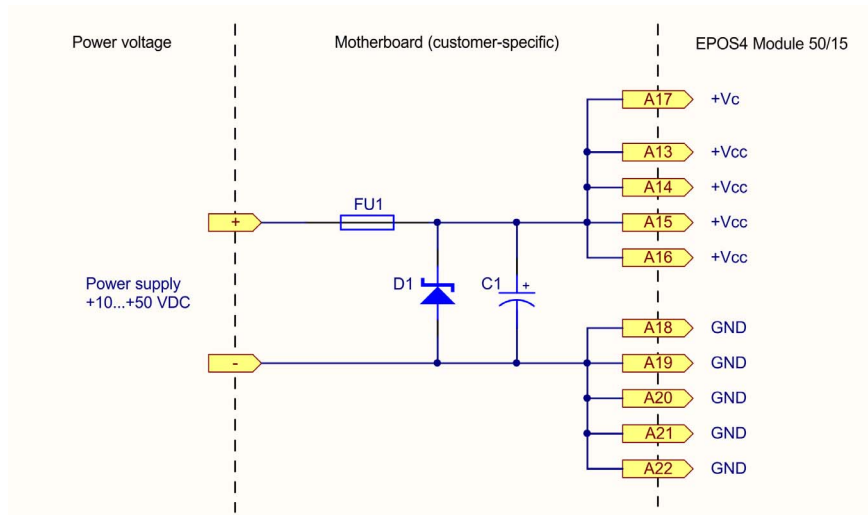 Power voltage
Motherboard (customer-specific)
EPOS4 Module 50/15
A17 +Vc
A13 +Vcc
A14 +Vcc
FU1
+
A15 +Vcc
A16 +Vcc
Power supply
+10...+50 VDC
D1
C1 +
A18 GND
-
A19 GND
A20 GND
A21 GND
A22 GND